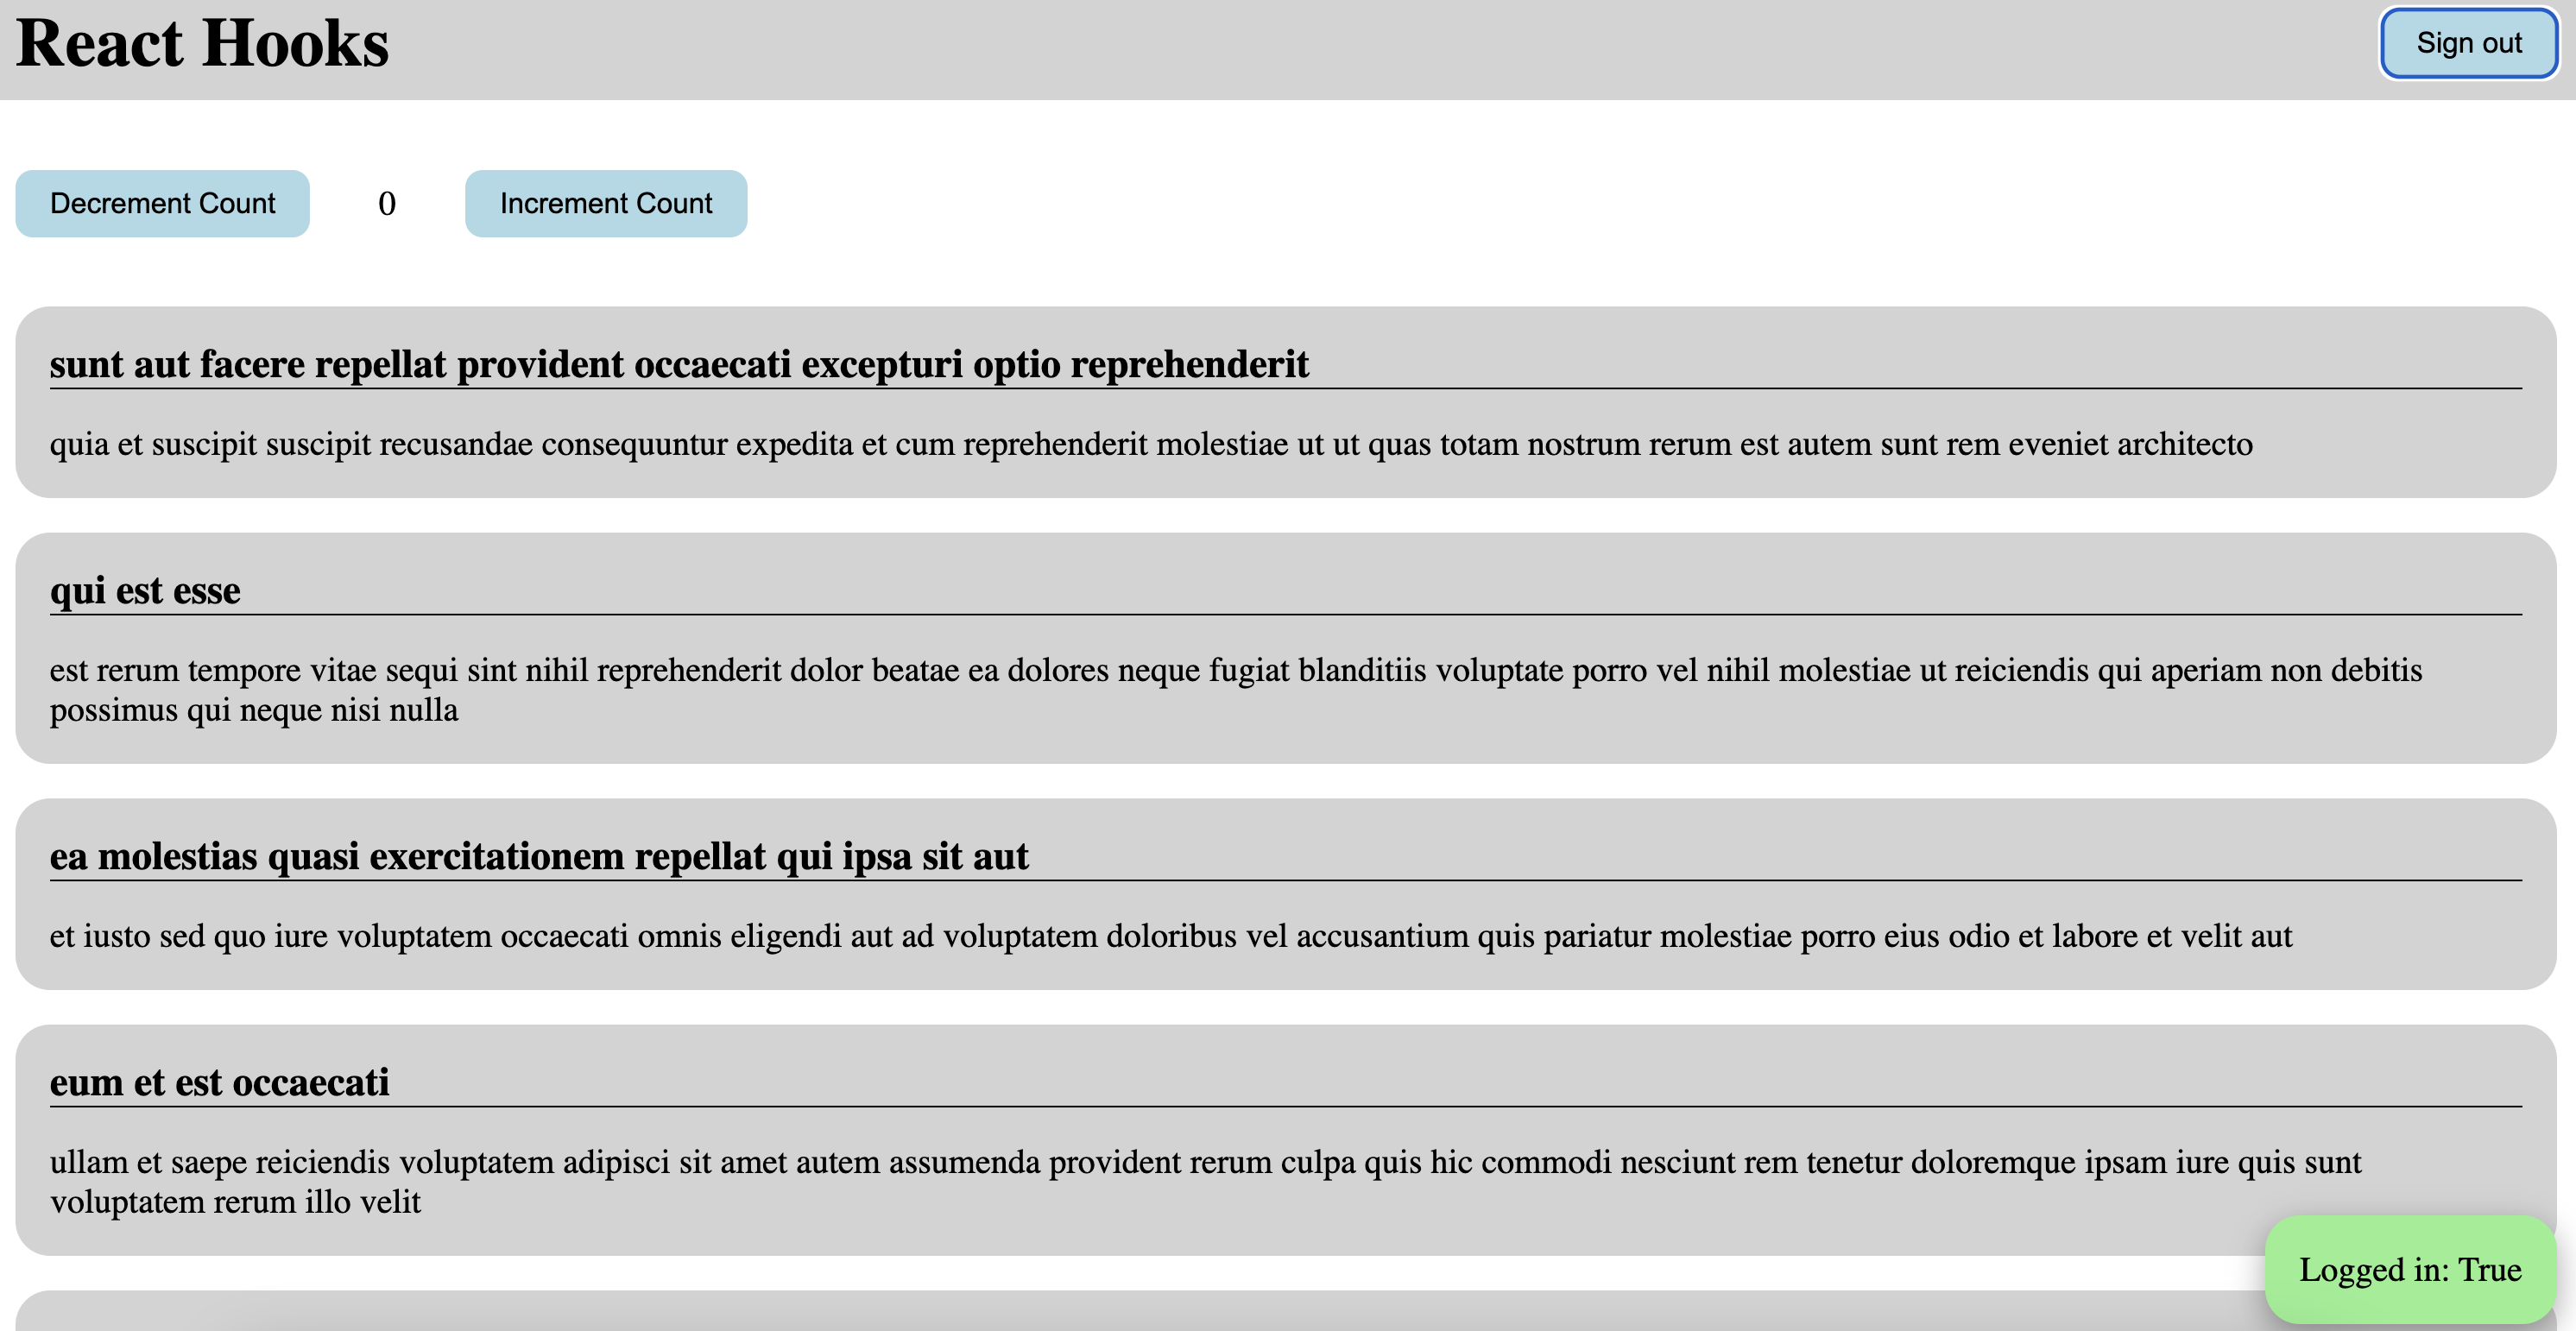 React Hooks
Sign out
Decrement Count
0
Increment Count
sunt aut facere repellat provident occaecati excepturi optio reprehenderit
quia et suscipit suscipit recusandae consequuntur expedita et cum reprehenderit molestiae ut ut quas totam nostrum rerum est autem sunt rem eveniet architecto
qui est esse
est rerum tempore vitae sequi sint nihil reprehenderit dolor beatae ea dolores neque fugiat blanditiis voluptate porro vel nihil molestiae ut reiciendis qui aperiam non debitis
possimus qui neque nisi nulla
ea molestias quasi exercitationem repellat qui ipsa sit aut
et iusto sed quo iure voluptatem occaecati omnis eligendi aut ad voluptatem doloribus vel accusantium quis pariatur molestiae porro eius odio et labore et velit aut
eum et est occaecati
ullam et saepe reiciendis voluptatem adipisci sit amet autem assumenda provident rerum culpa quis hic commodi nesciunt rem tenetur doloremque ipsam iure quis sunt
voluptatem rerum illo velit
Logged in: True